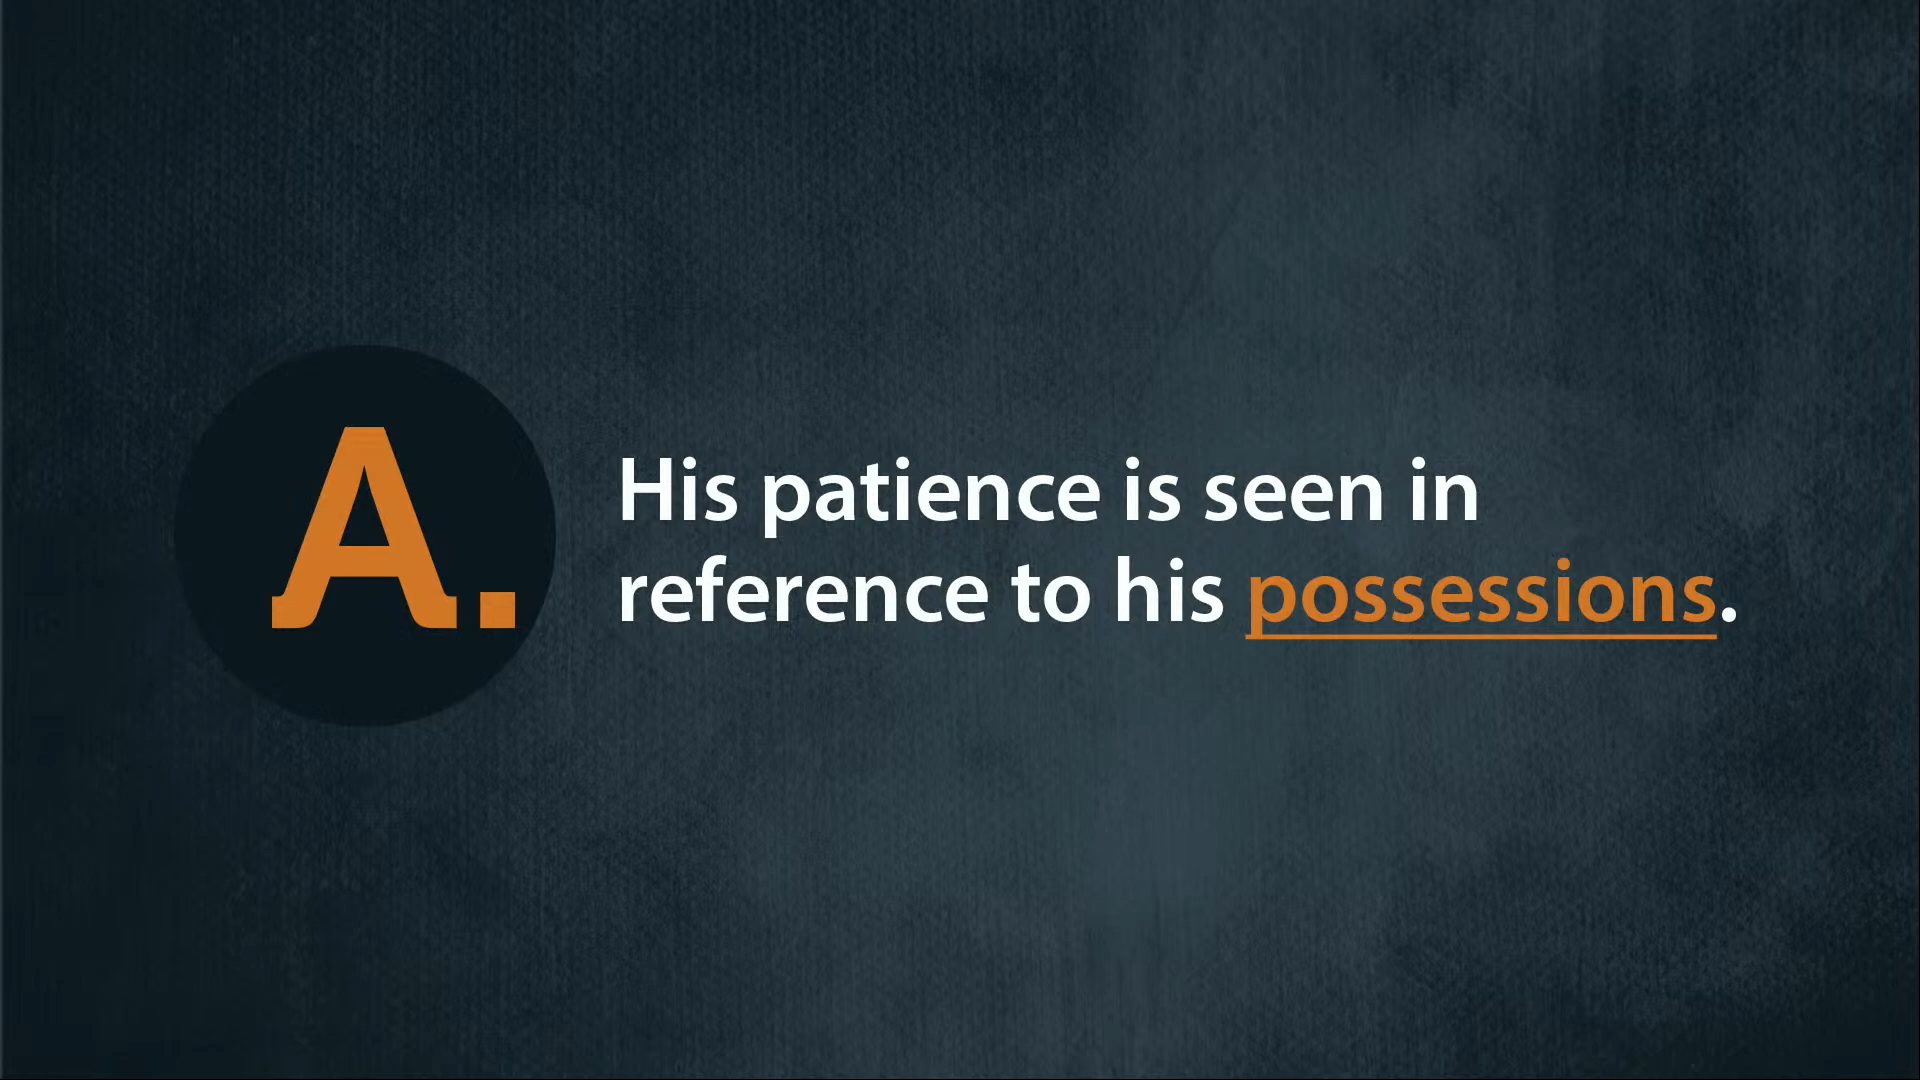 A.
His patience is seen in
reference to his possessions.